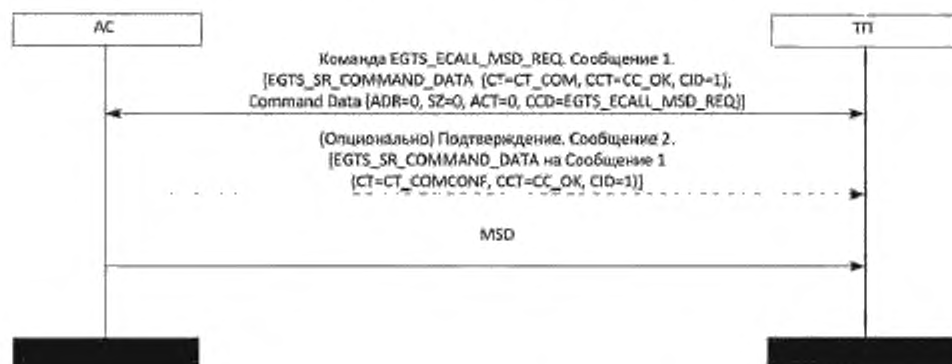 АС
ТП
Команда EGTS_ECALL_MSD_REQ. Сообщение 1.
[EGTS_SR_COMMAND_DATA {CT=CT_COM, CCT=CC_OK, CID=1};
Command Data {ADR=0, SZ=0, ACT=0, CCD=EGTS_ECALL_MSD_REQ}]
(Опционально) Подтверждение. Сообщение 2.
[EGTS_SR_COMMAND_DATA на Сообщение 1
{CT=CT_COMCONF, CCT=CC_OK, CID=1}]
MSD